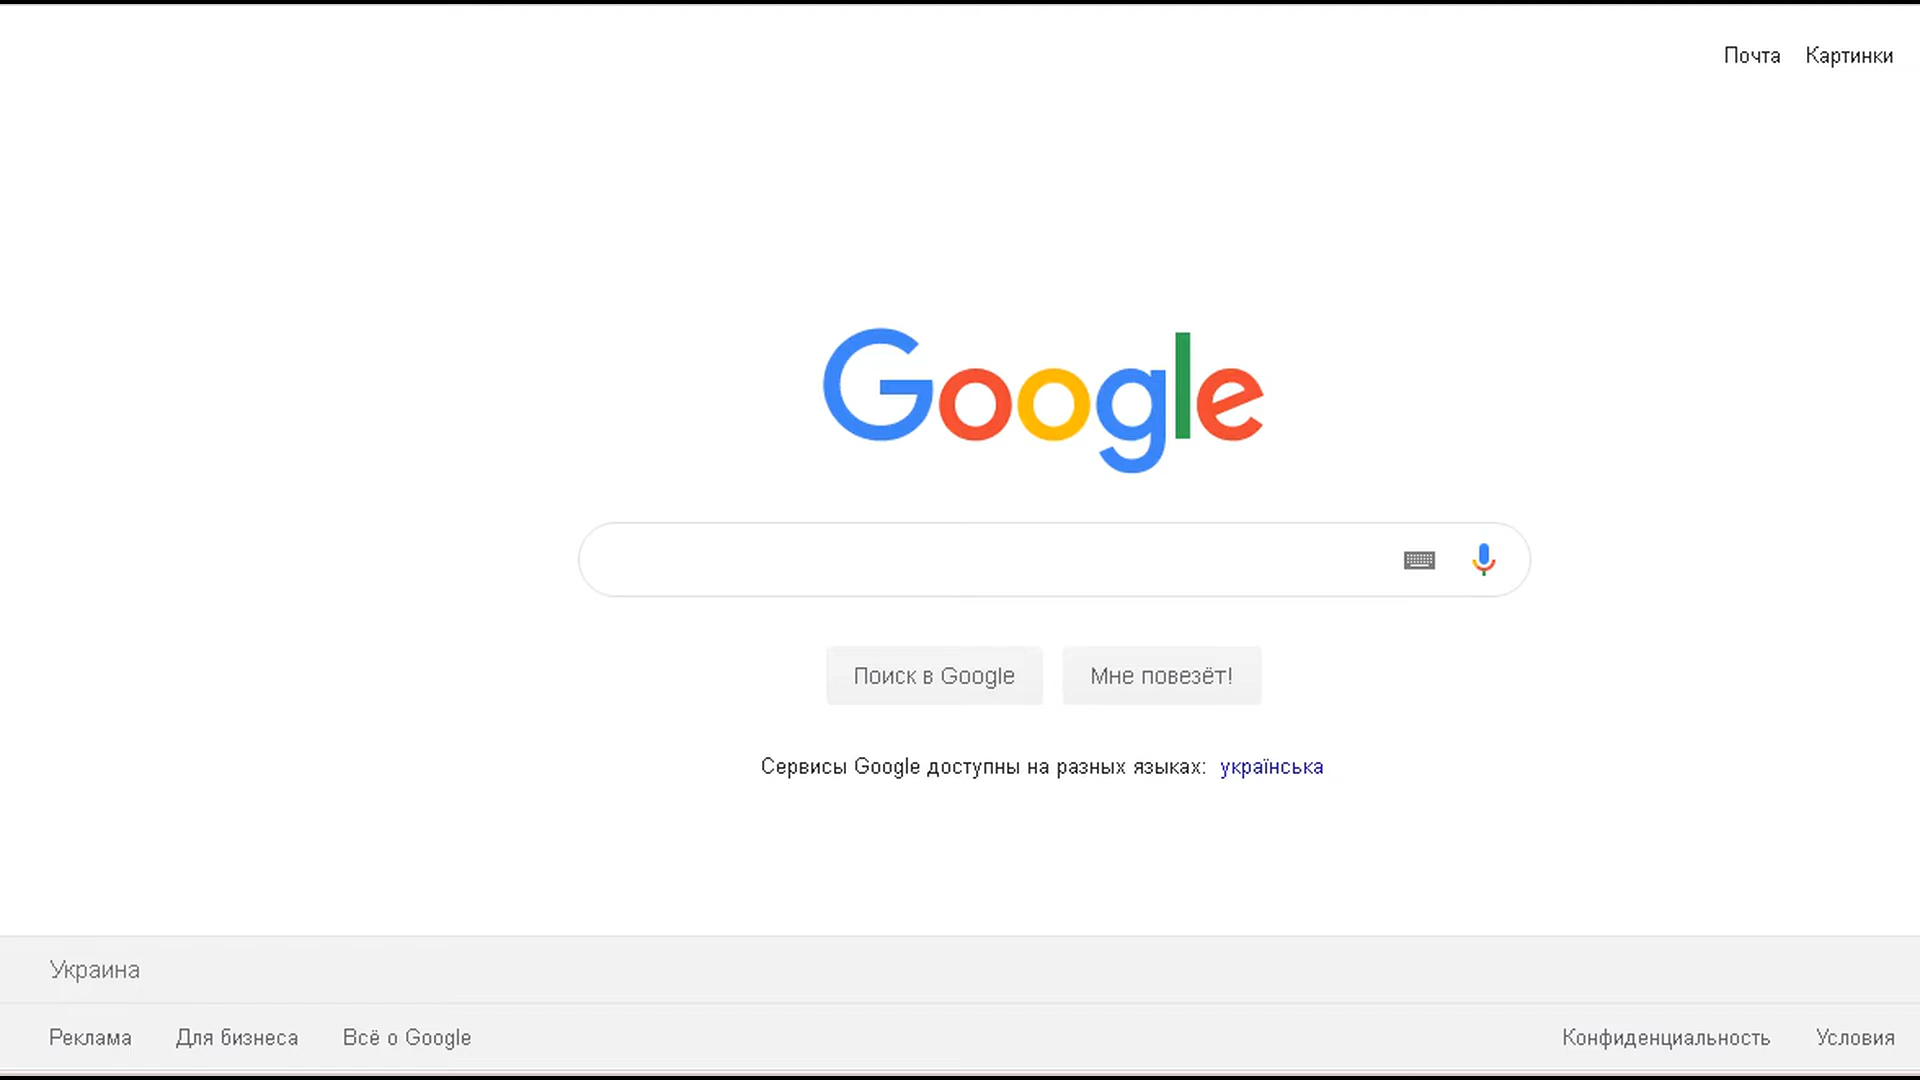 Почта Картинки
Google
Поиск в Google Мне повезёт!
Сервисы Google доступны на разных языках: українська
Украина
Реклама Для бизнеса Всё о Google Конфиденциальность Условия